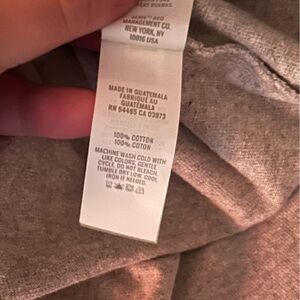 MANAGEMENT CO.
NEW YORK, NY
10016 USA
MADE IN GUATEMALA
FABRIQUÉ AU
GUATEMALA
RN 54485 CA 03973
100% COTTON
100% COTON
MACHINE WASH COLD WITH
LIKE COLORS, GENTLE
CYCLE. DO NOT BLEACH.
TUMBLE DRY LOW. COOL
IRON IF NEEDED.